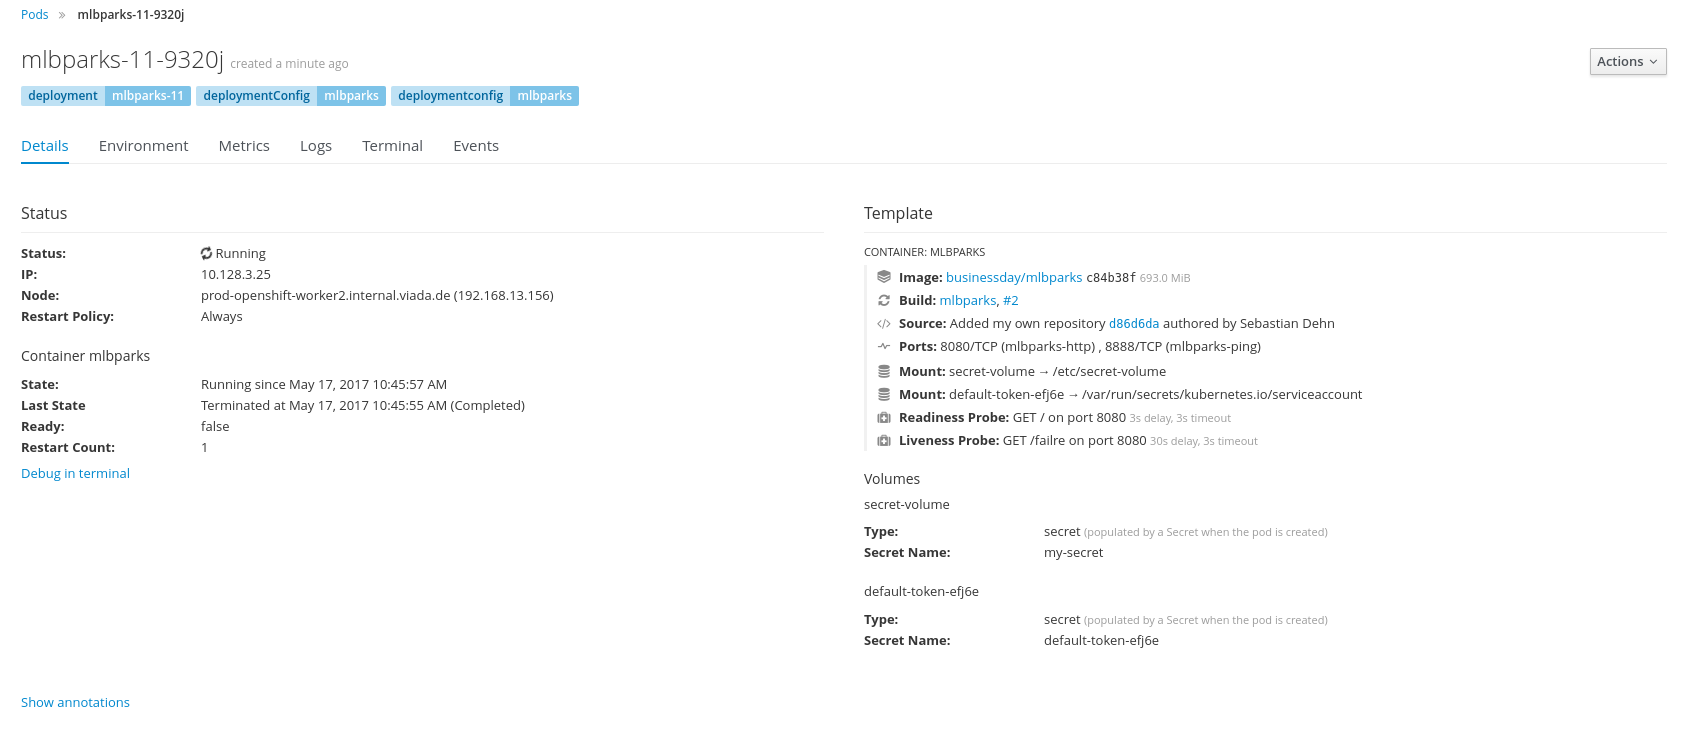 Pods » mlbparks-11-9320j
mlbparks-11-9320j created a minute ago
Actions
deployment mlbparks-11 deploymentConfig mlbparks deploymentconfig mlbparks
Details Environment Metrics Logs Terminal Events
Status
Status: Running
IP: 10.128.3.25
Node: prod-openshift-worker2.internal.viada.de (192.168.13.156)
Restart Policy: Always
Container mlbparks
State: Running since May 17, 2017 10:45:57 AM
Last State Terminated at May 17, 2017 10:45:55 AM (Completed)
Ready: false
Restart Count: 1
Debug in terminal
Template
CONTAINER: MLBPARKS
Image: businessday/mlbparks c84b38f 693.0 MiB
Build: mlbparks, #2
Source: Added my own repository d86d6da authored by Sebastian Dehn
Ports: 8080/TCP (mlbparks-http) , 8888/TCP (mlbparks-ping)
Mount: secret-volume → /etc/secret-volume
Mount: default-token-efj6e → /var/run/secrets/kubernetes.io/serviceaccount
Readiness Probe: GET / on port 8080 3s delay, 3s timeout
Liveness Probe: GET /failre on port 8080 30s delay, 3s timeout
Volumes
secret-volume
Type: secret (populated by a Secret when the pod is created)
Secret Name: my-secret
default-token-efj6e
Type: secret (populated by a Secret when the pod is created)
Secret Name: default-token-efj6e
Show annotations